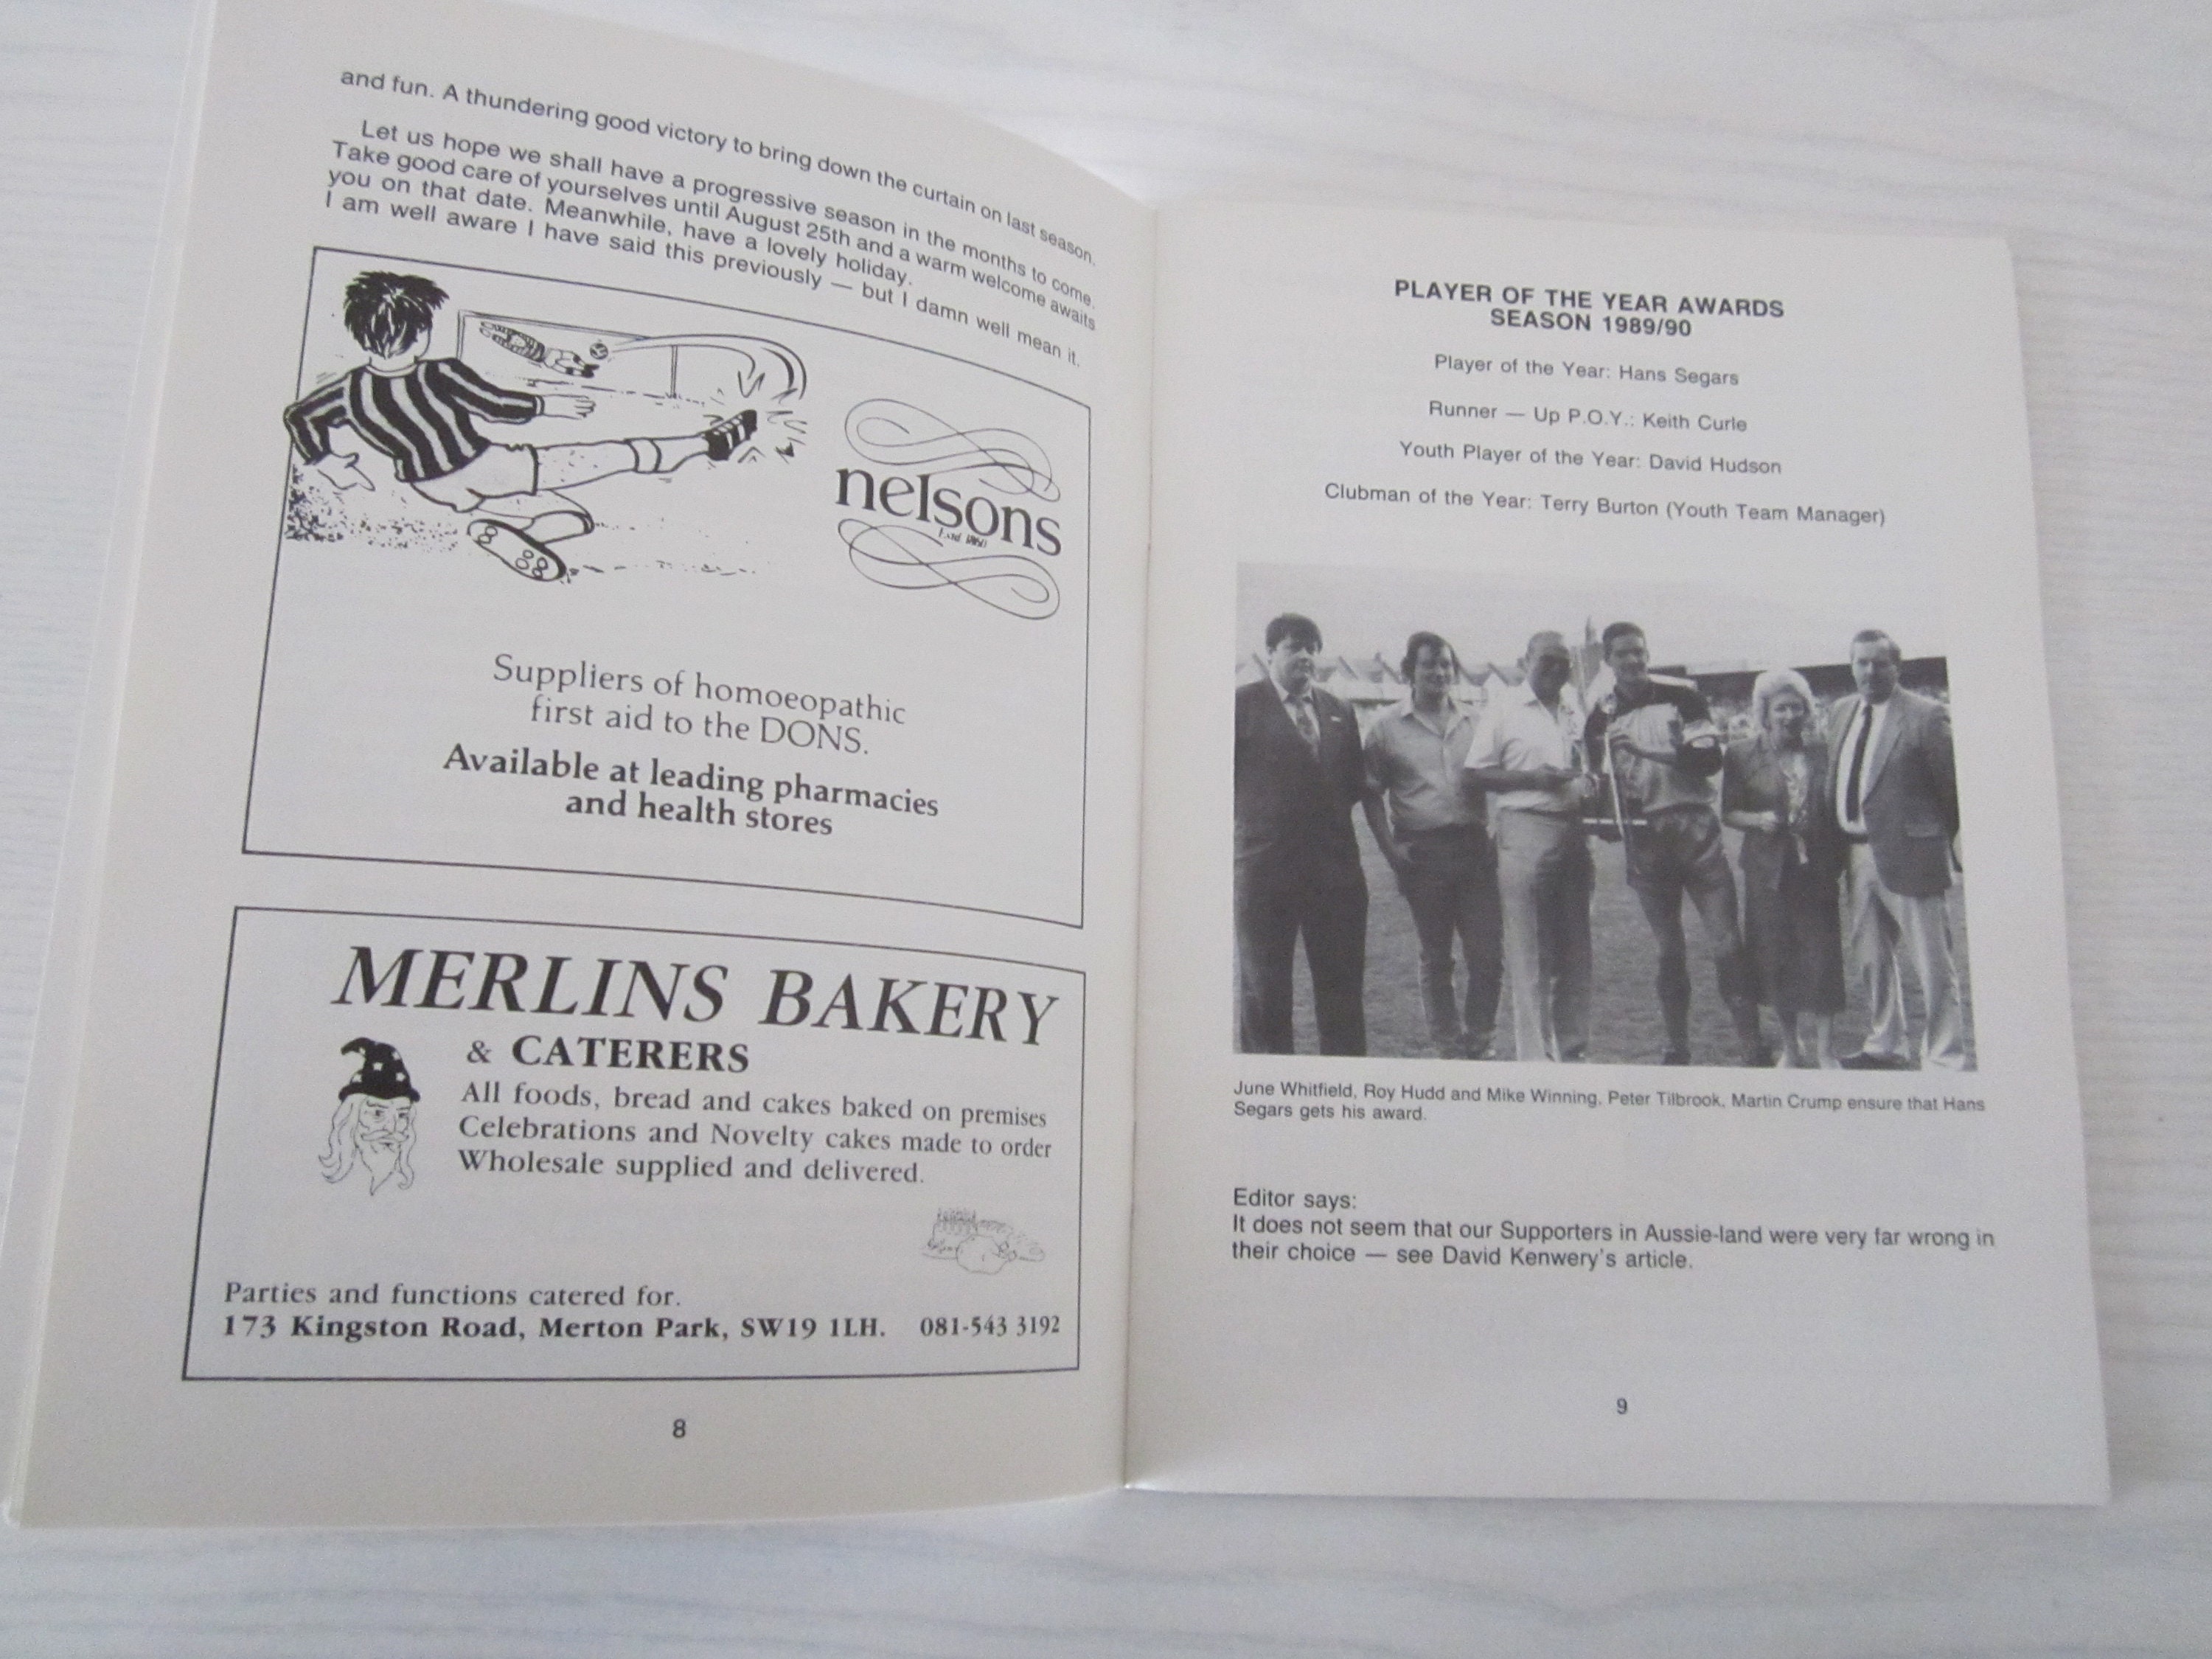 and fun. A thundering good victory to bring down the curtain on last season.
Let us hope we shall have a progressive season in the months to come.
Take good care of yourselves until August 25th and a warm welcome awaits
you on that date. Meanwhile, have a lovely holiday.
I am well aware I have said this previously — but I damn well mean it.
nelsons
Estd 1860
Suppliers of homoeopathic
first aid to the DONS.
Available at leading pharmacies
and health stores
MERLINS BAKERY
& CATERERS
All foods, bread and cakes baked on premises
Celebrations and Novelty cakes made to order
Wholesale supplied and delivered.
Parties and functions catered for.
173 Kingston Road, Merton Park, SW19 1LH. 081-543 3192
8
PLAYER OF THE YEAR AWARDS
SEASON 1989/90
Player of the Year: Hans Segars
Runner — Up P.O.Y.: Keith Curle
Youth Player of the Year: David Hudson
Clubman of the Year: Terry Burton (Youth Team Manager)
June Whitfield, Roy Hudd and Mike Winning, Peter Tilbrook, Martin Crump ensure that Hans
Segars gets his award.
Editor says:
It does not seem that our Supporters in Aussie-land were very far wrong in
their choice — see David Kenwery's article.
9